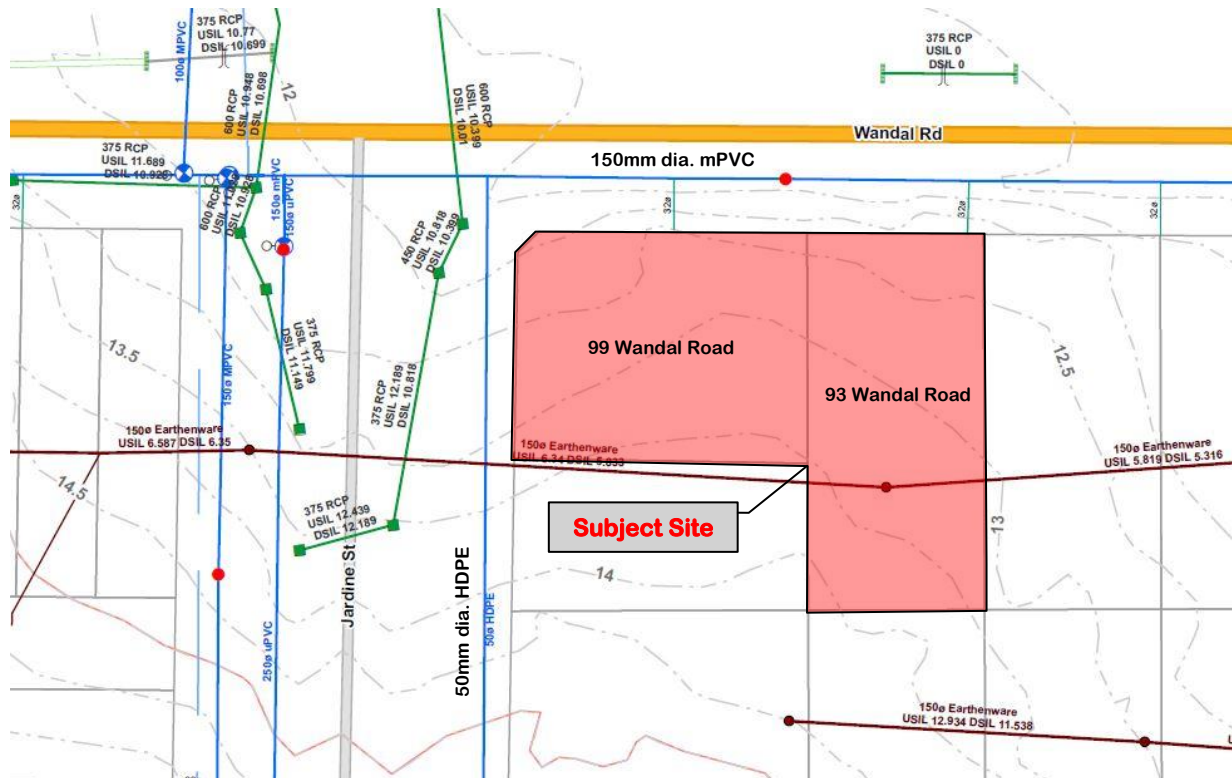 375 RCP
USIL 10.77
DSIL 10.699
100ø MPVC
600 RCP
USIL 10.948
DSIL 10.698
12
600 RCP
USIL 10.399
DSIL 10.01
375 RCP
USIL 0
DSIL 0
Wandal Rd
375 RCP
USIL 11.689
DSIL 10.928
150mm dia. mPVC
32ø
600 RCP
DSIL 10.928
150ø mPVC
150ø uPVC
450 RCP
USIL 10.818
DSIL 10.399
32ø
32ø
32ø
13.5
150ø MPVC
375 RCP
USIL 11.799
DSIL 11.149
375 RCP
USIL 12.189
DSIL 10.818
99 Wandal Road
93 Wandal Road
12.5
150ø Earthenware
USIL 6.587 DSIL 6.35
14.5
150ø Earthenware
USIL 6.34 DSIL 5.833
150ø Earthenware
USIL 5.819 DSIL 5.316
375 RCP
USIL 12.439
DSIL 12.189
Subject Site
13
14
Jardine St
50mm dia. HDPE
50ø HDPE
250ø uPVC
150ø Earthenware
USIL 12.934 DSIL 11.538